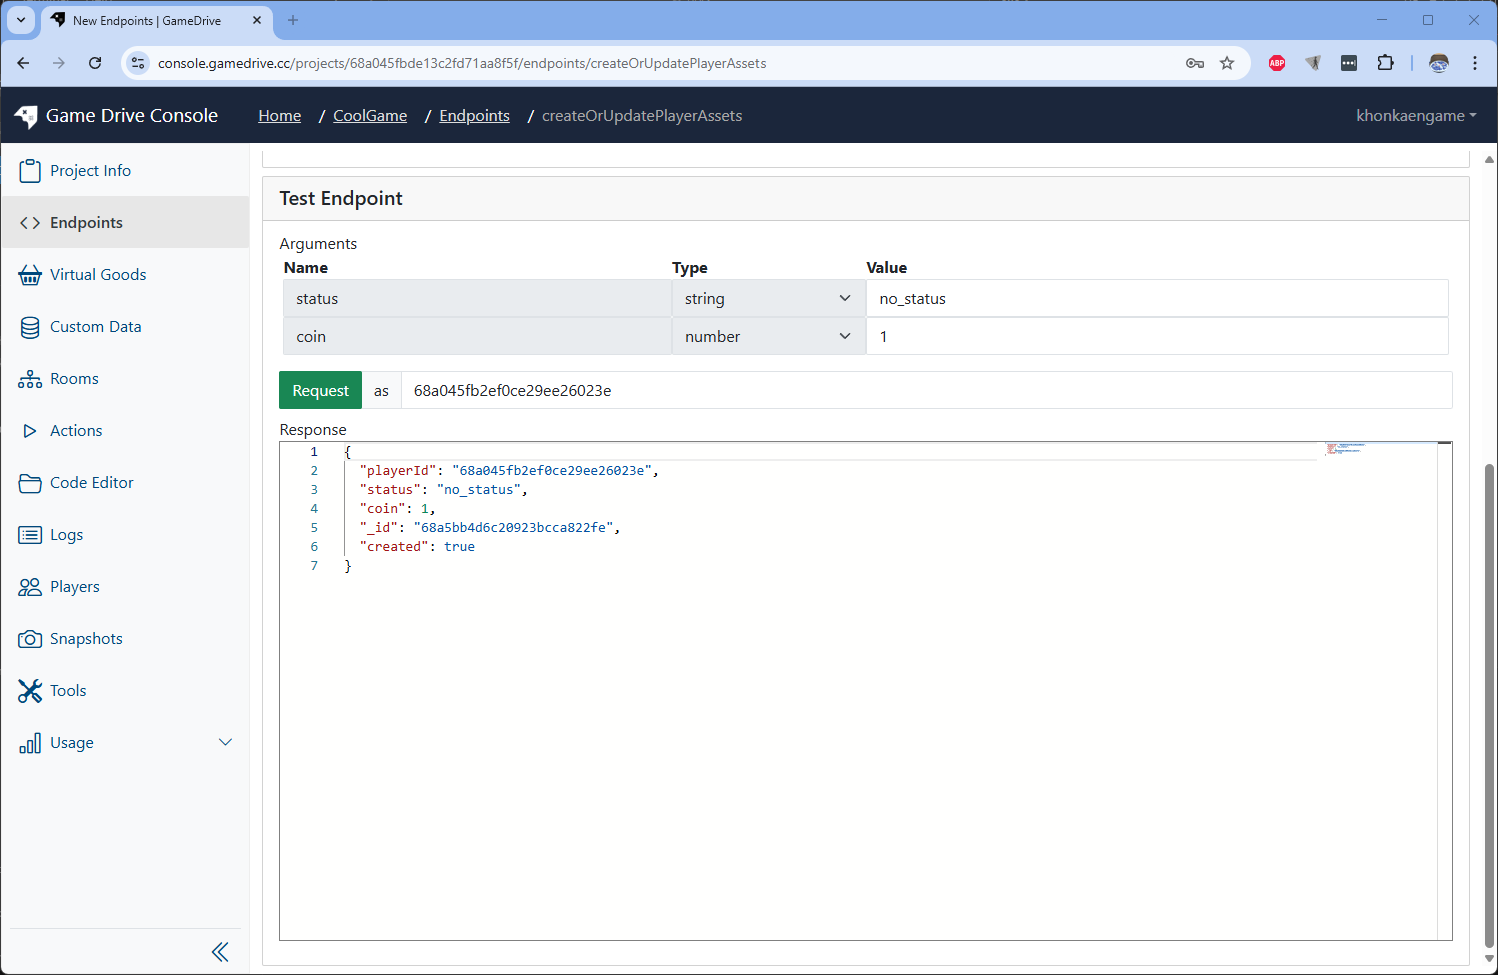 New Endpoints | GameDrive
console.gamedrive.cc/projects/68a045fbde13c2fd71aa8f5f/endpoints/createOrUpdatePlayerAssets
ABP
Game Drive Console
Home / CoolGame / Endpoints / createOrUpdatePlayerAssets
khonkaengame
Project Info
Endpoints
Virtual Goods
Custom Data
Rooms
Actions
Code Editor
Logs
Players
Snapshots
Tools
Usage
Test Endpoint
Arguments
Name Type Value
status string no_status
coin number 1
Request as 68a045fb2ef0ce29ee26023e
Response
1 {
2 "playerId": "68a045fb2ef0ce29ee26023e",
3 "status": "no_status",
4 "coin": 1,
5 "_id": "68a5bb4d6c20923bcca822fe",
6 "created": true
7 }